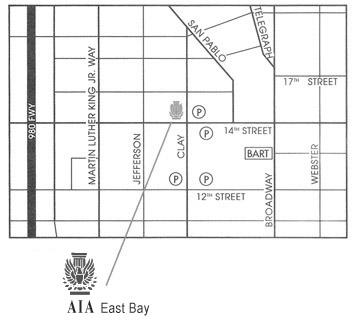 SAN PABLO
TELEGRAPH
17TH STREET
980 FWY
MARTIN LUTHER KING JR. WAY
P
14TH STREET
P
JEFFERSON
CLAY
BART
WEBSTER
P
P
12TH STREET
BROADWAY
AIA East Bay